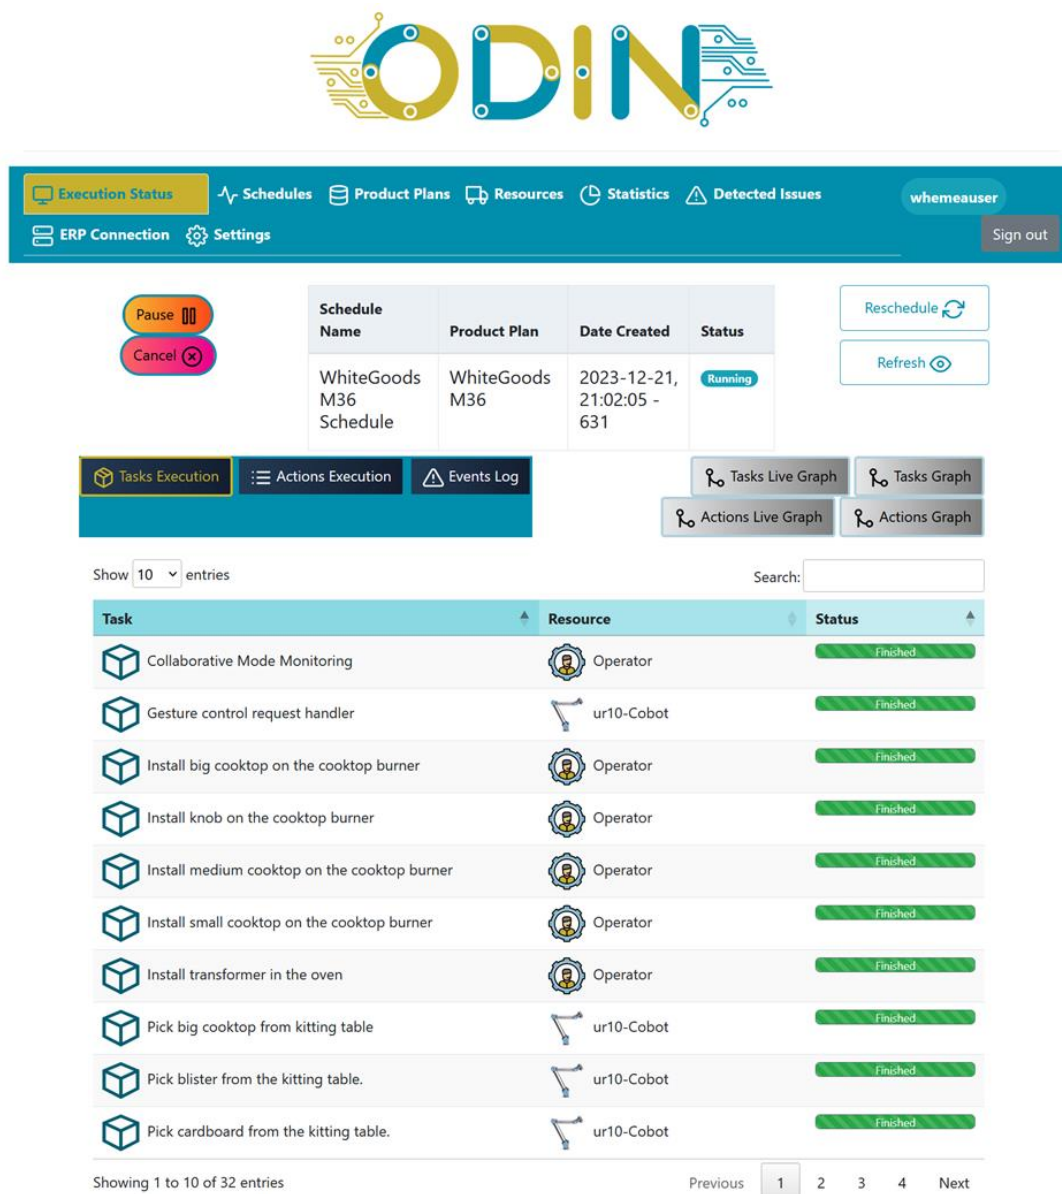 ODIN
Execution Status Schedules Product Plans Resources Statistics Detected Issues whemeauser
ERP Connection Settings Sign out
Pause
Cancel
Schedule Name Product Plan Date Created Status
WhiteGoods M36 Schedule WhiteGoods M36 2023-12-21, 21:02:05 - 631 Running
Reschedule
Refresh
Tasks Execution Actions Execution Events Log
Tasks Live Graph Tasks Graph
Actions Live Graph Actions Graph
Show 10 entries Search:
Task Resource Status
Collaborative Mode Monitoring Operator Finished
Gesture control request handler ur10-Cobot Finished
Install big cooktop on the cooktop burner Operator Finished
Install knob on the cooktop burner Operator Finished
Install medium cooktop on the cooktop burner Operator Finished
Install small cooktop on the cooktop burner Operator Finished
Install transformer in the oven Operator Finished
Pick big cooktop from kitting table ur10-Cobot Finished
Pick blister from the kitting table. ur10-Cobot Finished
Pick cardboard from the kitting table. ur10-Cobot Finished
Showing 1 to 10 of 32 entries Previous 1 2 3 4 Next